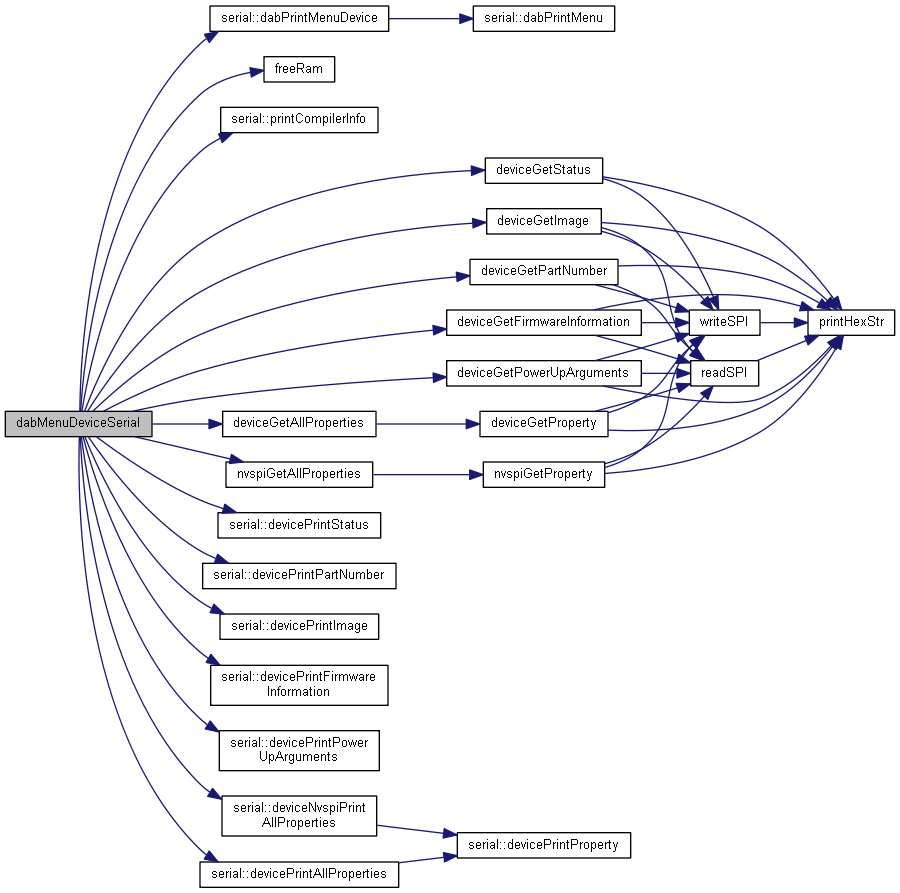 serial::dabPrintMenuDevice
serial::dabPrintMenu
freeRam
serial::printCompilerInfo
deviceGetStatus
deviceGetImage
deviceGetPartNumber
deviceGetFirmwareInformation
writeSPI
printHexStr
deviceGetPowerUpArguments
readSPI
dabMenuDeviceSerial
deviceGetAllProperties
deviceGetProperty
nvspiGetAllProperties
nvspiGetProperty
serial::devicePrintStatus
serial::devicePrintPartNumber
serial::devicePrintImage
serial::devicePrintFirmware
Information
serial::devicePrintPower
UpArguments
serial::deviceNvspiPrint
AllProperties
serial::devicePrintProperty
serial::devicePrintAllProperties